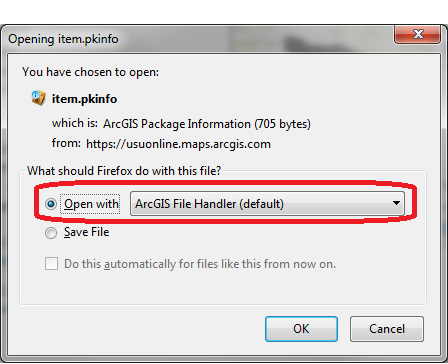 Opening item.pkinfo
You have chosen to open:
item.pkinfo
which is: ArcGIS Package Information (705 bytes)
from: https://usuonline.maps.arcgis.com
What should Firefox do with this file?
Open with ArcGIS File Handler (default)
Save File
Do this automatically for files like this from now on.
OK Cancel